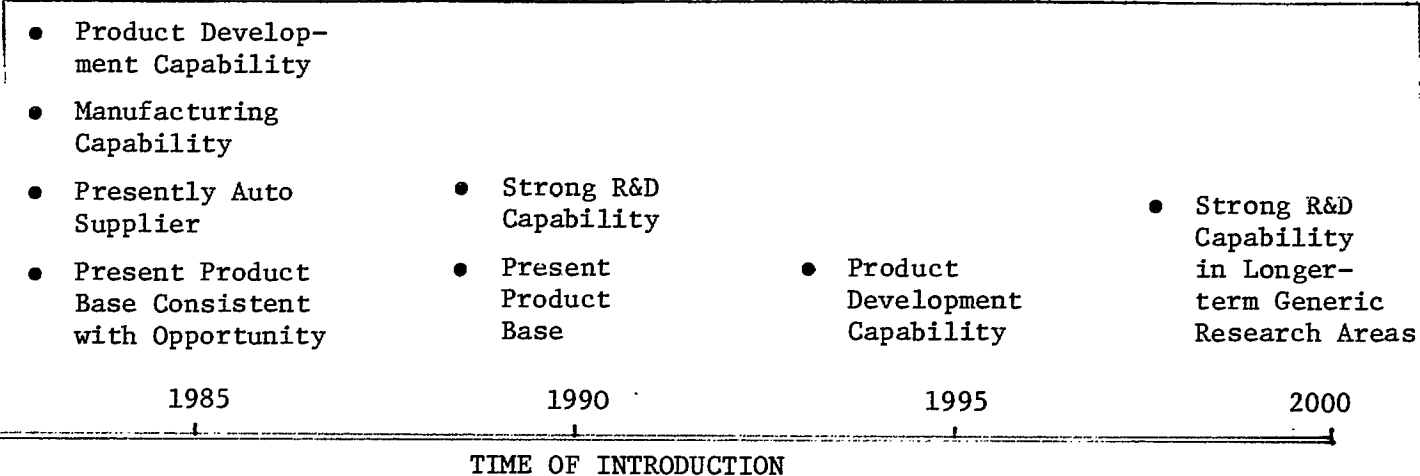 ● Product Develop-
ment Capability
● Manufacturing
Capability
● Presently Auto
Supplier
● Present Product
Base Consistent
with Opportunity
● Strong R&D
Capability
● Present
Product
Base
● Product
Development
Capability
● Strong R&D
Capability
in Longer-
term Generic
Research Areas
1985 1990 1995 2000
TIME OF INTRODUCTION